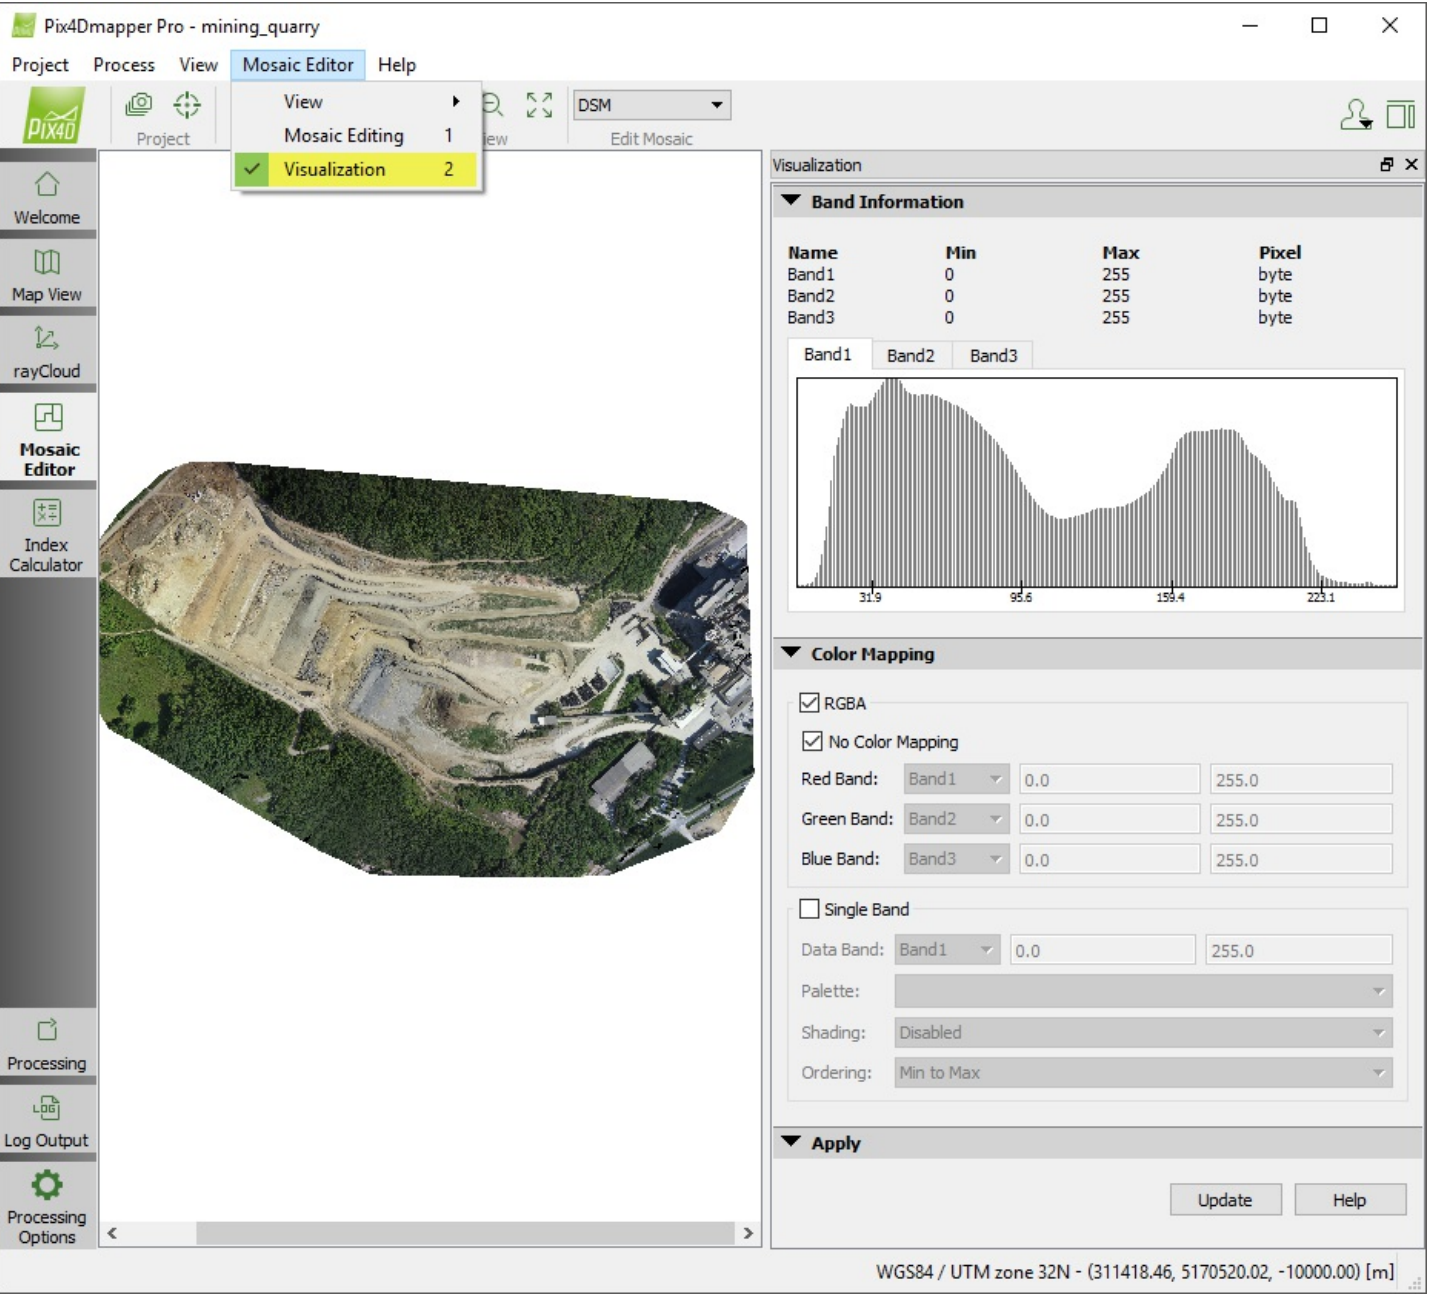 Pix4Dmapper Pro - mining_quarry
Project Process View Mosaic Editor Help
View
Mosaic Editing 1
Visualization 2
PIX4D
Project
iew
DSM
Edit Mosaic
Welcome
Map View
rayCloud
Mosaic
Editor
Index
Calculator
Processing
Log Output
LOG
Processing
Options
Visualization
Band Information
Name Min Max Pixel
Band1 0 255 byte
Band2 0 255 byte
Band3 0 255 byte
Band1 Band2 Band3
31.9 95.6 159.4 223.1
Color Mapping
RGBA
No Color Mapping
Red Band: Band1 0.0 255.0
Green Band: Band2 0.0 255.0
Blue Band: Band3 0.0 255.0
Single Band
Data Band: Band1 0.0 255.0
Palette:
Shading: Disabled
Ordering: Min to Max
Apply
Update Help
WGS84 / UTM zone 32N - (311418.46, 5170520.02, -10000.00) [m]